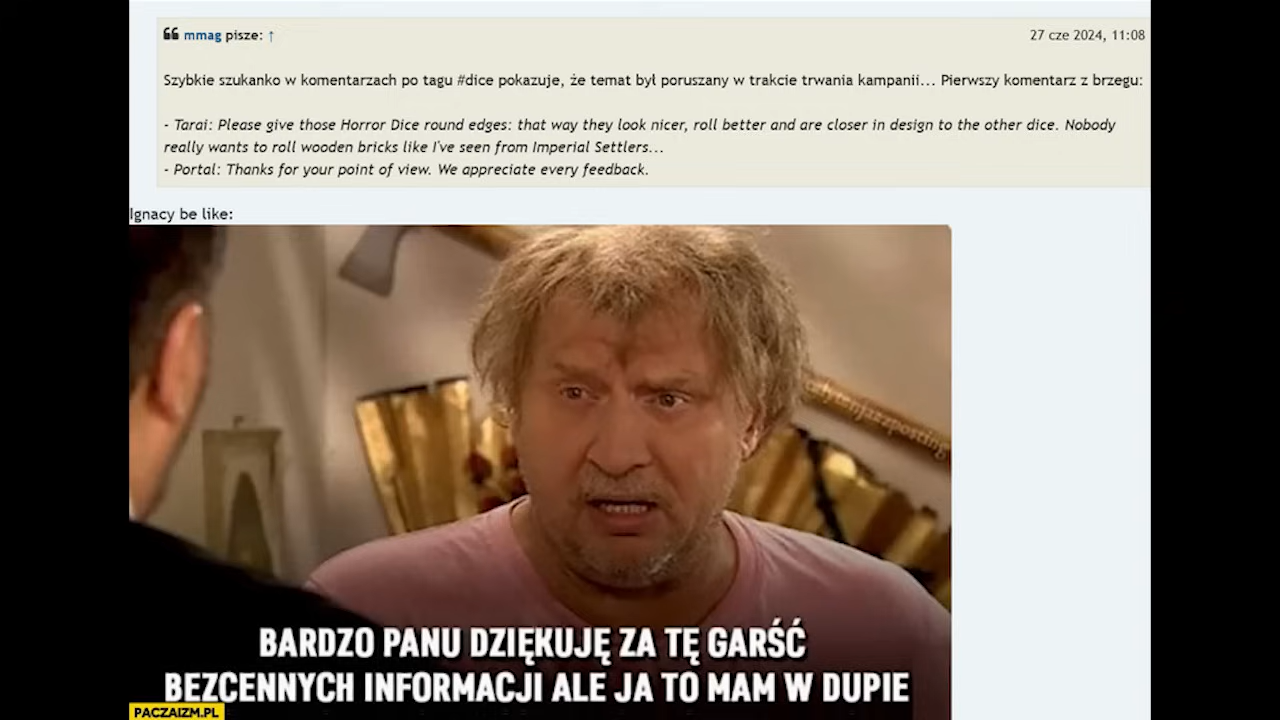 mmag pisze: ↑ 27 cze 2024, 11:08
Szybkie szukanko w komentarzach po tagu #dice pokazuje, że temat był poruszany w trakcie trwania kampanii... Pierwszy komentarz z brzegu:
- Tarai: Please give those Horror Dice round edges: that way they look nicer, roll better and are closer in design to the other dice. Nobody
really wants to roll wooden bricks like I've seen from Imperial Settlers...
- Portal: Thanks for your point of view. We appreciate every feedback.
Ignacy be like:
BARDZO PANU DZIĘKUJĘ ZA TĘ GARŚĆ
BEZCENNYCH INFORMACJI ALE JA TO MAM W DUPIE
PACZAIZM.PL